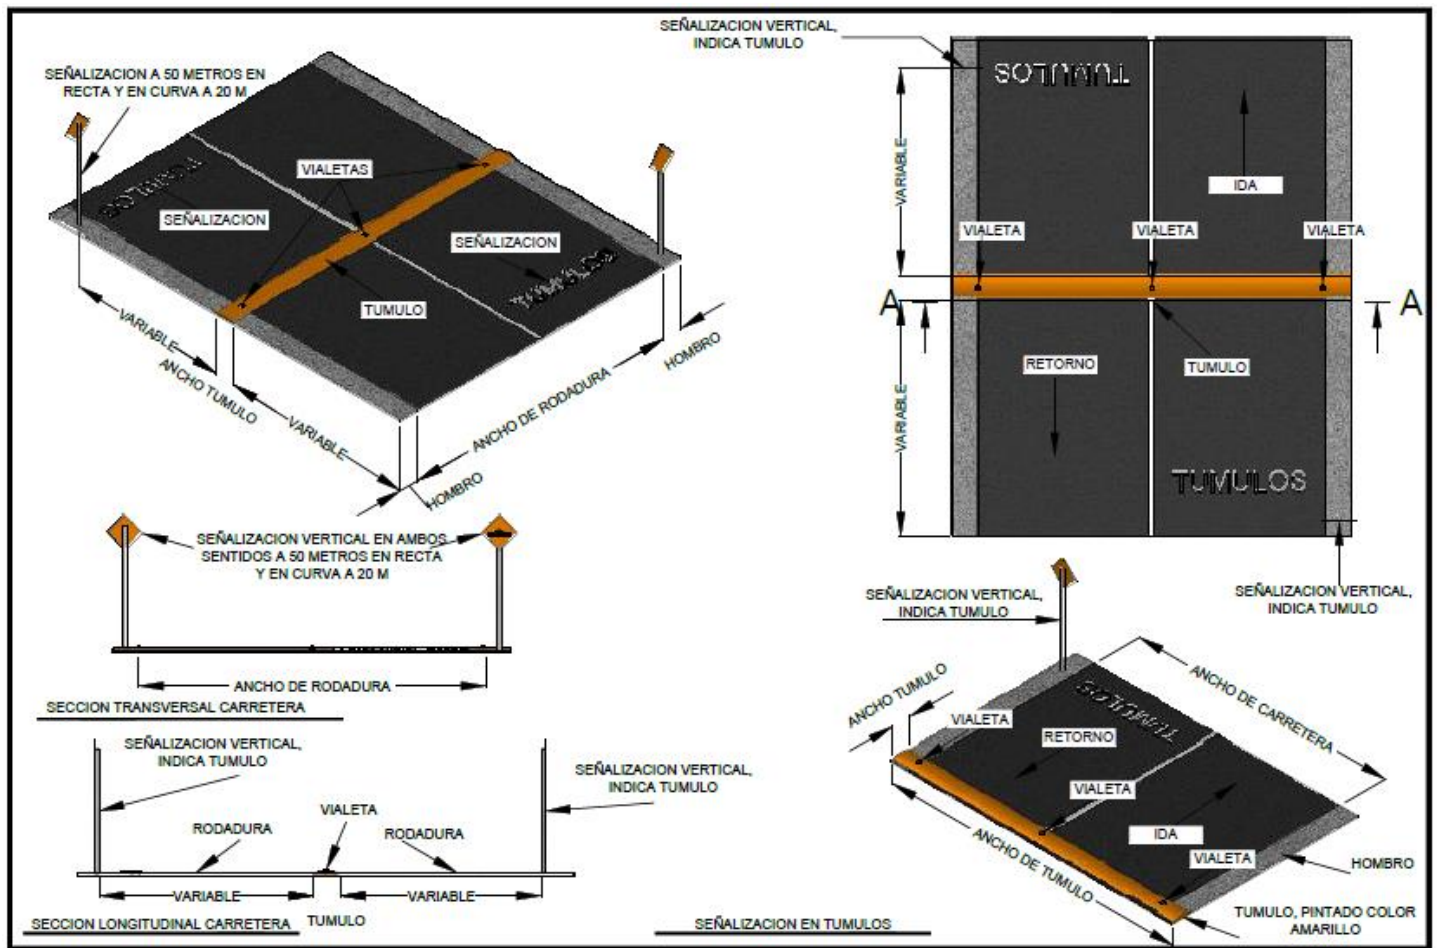 SEÑALIZACION A 50 METROS EN
RECTA Y EN CURVA A 20 M
VIALETAS
TUMULOS
SEÑALIZACION
SEÑALIZACION
TUMULOS
TUMULO
VARIABLE
ANCHO TUMULO
VARIABLE
HOMBRO
ANCHO DE RODADURA
HOMBRO
SEÑALIZACION VERTICAL,
INDICA TUMULO
TUMULOS
VARIABLE
IDA
VIALETA
VIALETA
VIALETA
A
A
RETORNO
TUMULO
VARIABLE
TUMULOS
SEÑALIZACION VERTICAL,
INDICA TUMULO
SEÑALIZACION VERTICAL EN AMBOS
SENTIDOS A 50 METROS EN RECTA
Y EN CURVA A 20 M
ANCHO DE RODADURA
SECCION TRANSVERSAL CARRETERA
SEÑALIZACION VERTICAL,
INDICA TUMULO
SEÑALIZACION VERTICAL,
INDICA TUMULO
VIALETA
RODADURA
RODADURA
VARIABLE
VARIABLE
SECCION LONGITUDINAL CARRETERA
TUMULO
SEÑALIZACION VERTICAL,
INDICA TUMULO
ANCHO TUMULO
VIALETA
TUMULOS
RETORNO
ANCHO DE CARRETERA
VIALETA
IDA
ANCHO DE TUMULO
VIALETA
HOMBRO
TUMULO, PINTADO COLOR
AMARILLO
SEÑALIZACION EN TUMULOS